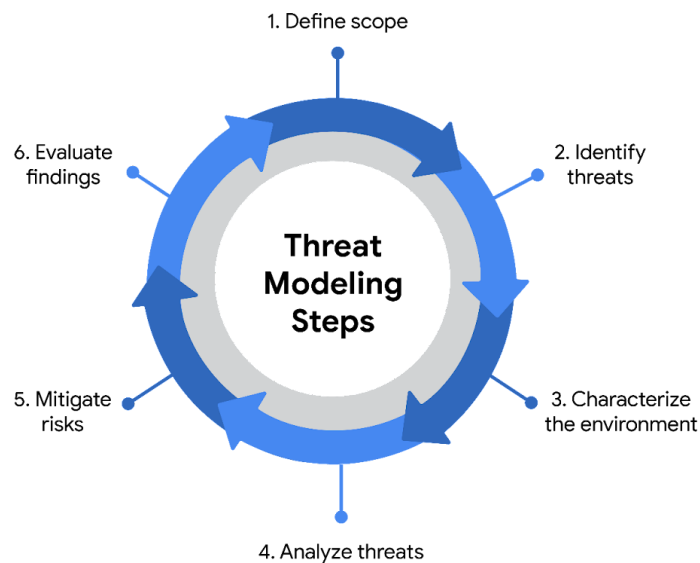 1. Define scope
2. Identify
threats
3. Characterize
the environment
4. Analyze threats
5. Mitigate
risks
6. Evaluate
findings
Threat
Modeling
Steps